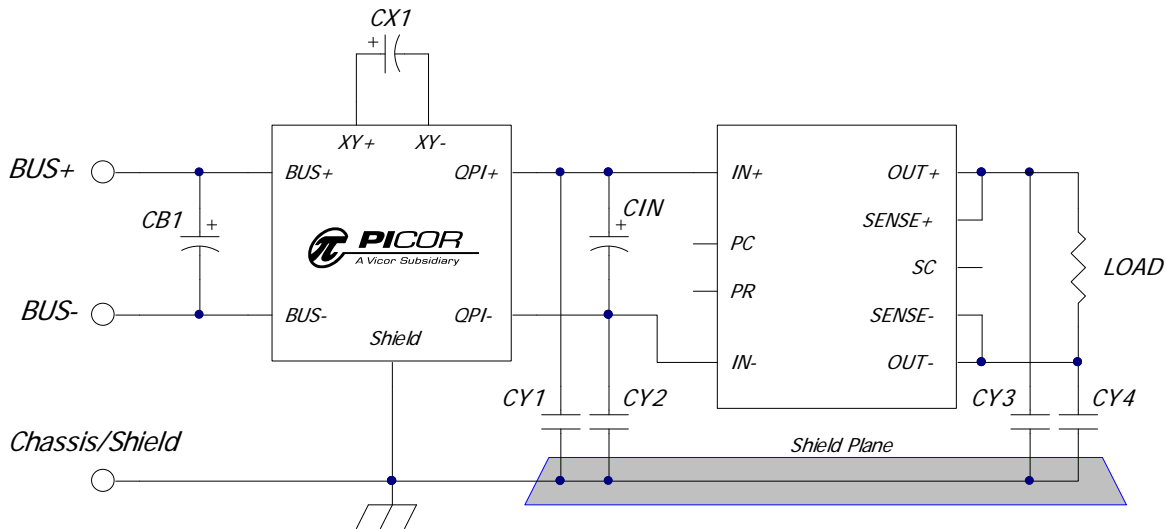 CX1
+
XY+ XY-
BUS+
BUS+ QPI+
IN+ OUT+
CB1
+
π PICOR
A Vicor Subsidiary
CIN
+
SENSE+
PC
SC
LOAD
PR
BUS-
BUS- QPI-
SENSE-
Shield
IN- OUT-
CY1 CY2 CY3 CY4
Chassis/Shield
Shield Plane